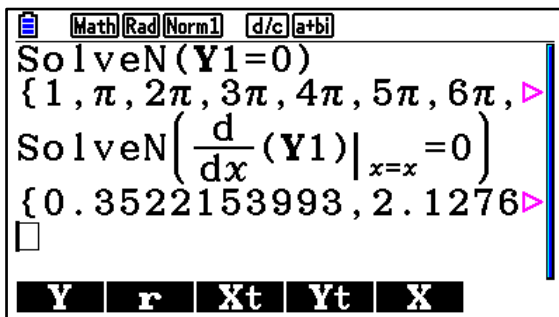 Math Rad Norm1 d/c a+bi
SolveN(Y1=0)
{1,π,2π,3π,4π,5π,6π,▷
SolveN(d/dx(Y1)|x=x=0)
{0.3522153993,2.1276▷
Y r Xt Yt X